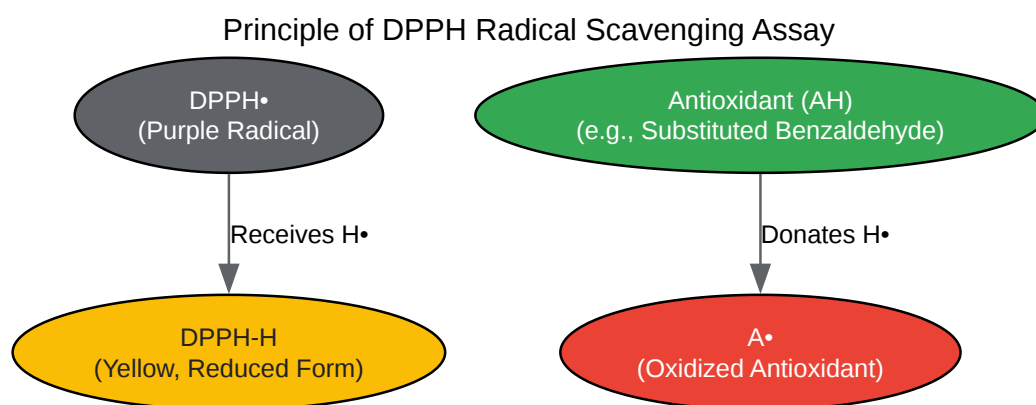 Principle of DPPH Radical Scavenging Assay
DPPH•
(Purple Radical)
Antioxidant (AH)
(e.g., Substituted Benzaldehyde)
Receives H•
Donates H•
DPPH-H
(Yellow, Reduced Form)
A•
(Oxidized Antioxidant)